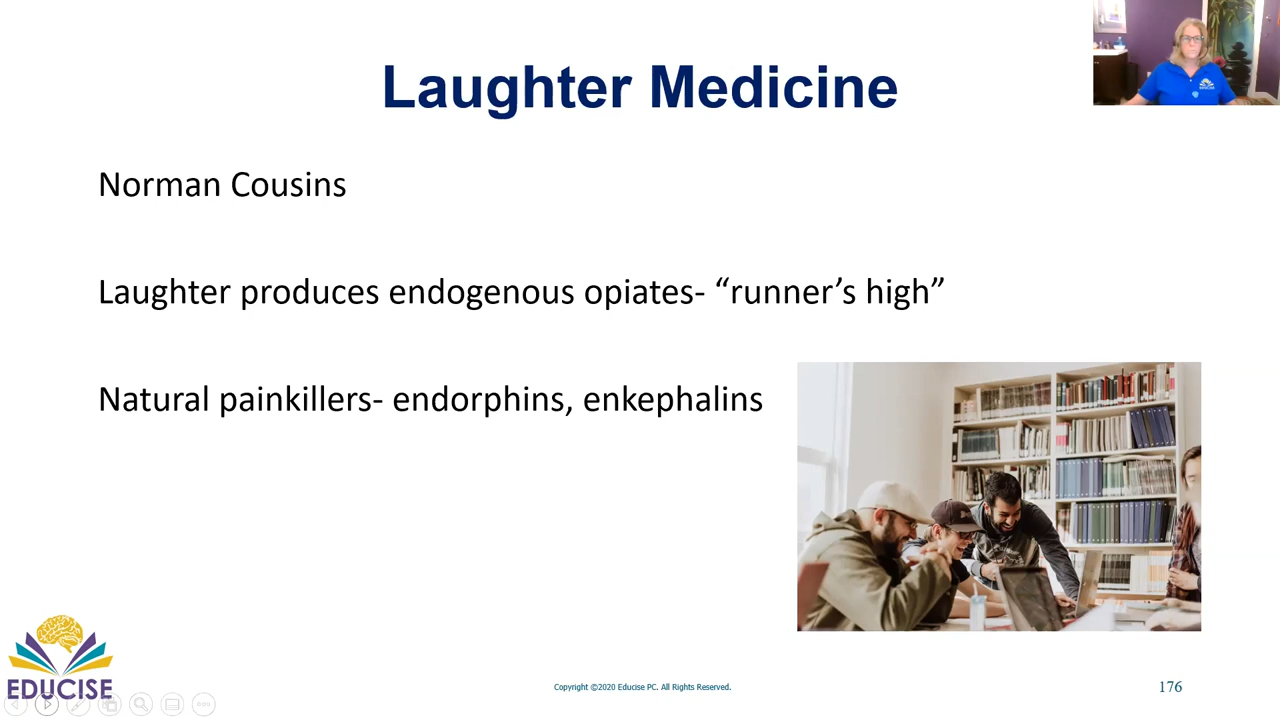 Laughter Medicine
Norman Cousins
Laughter produces endogenous opiates- “runner’s high”
Natural painkillers- endorphins, enkephalins
EDUCISE
Copyright ©2020 Educise PC. All Rights Reserved.
176